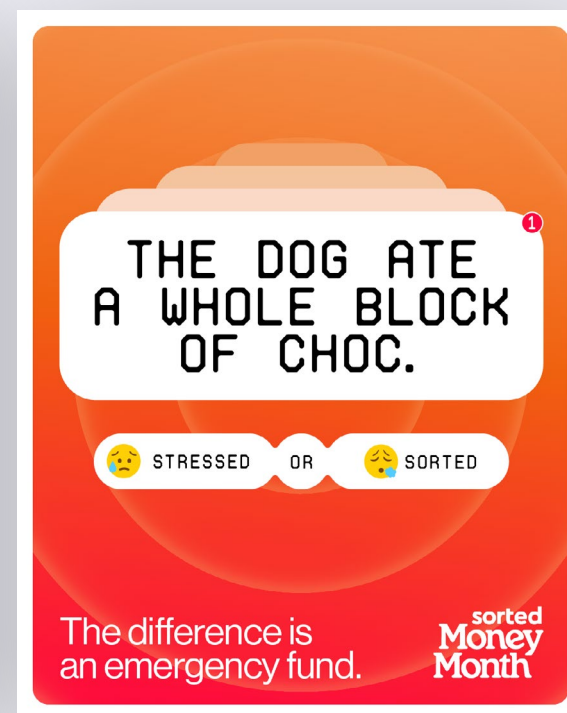 1
THE DOG ATE
A WHOLE BLOCK
OF CHOC.
STRESSED OR SORTED
The difference is
an emergency fund.
sorted
Money
Month